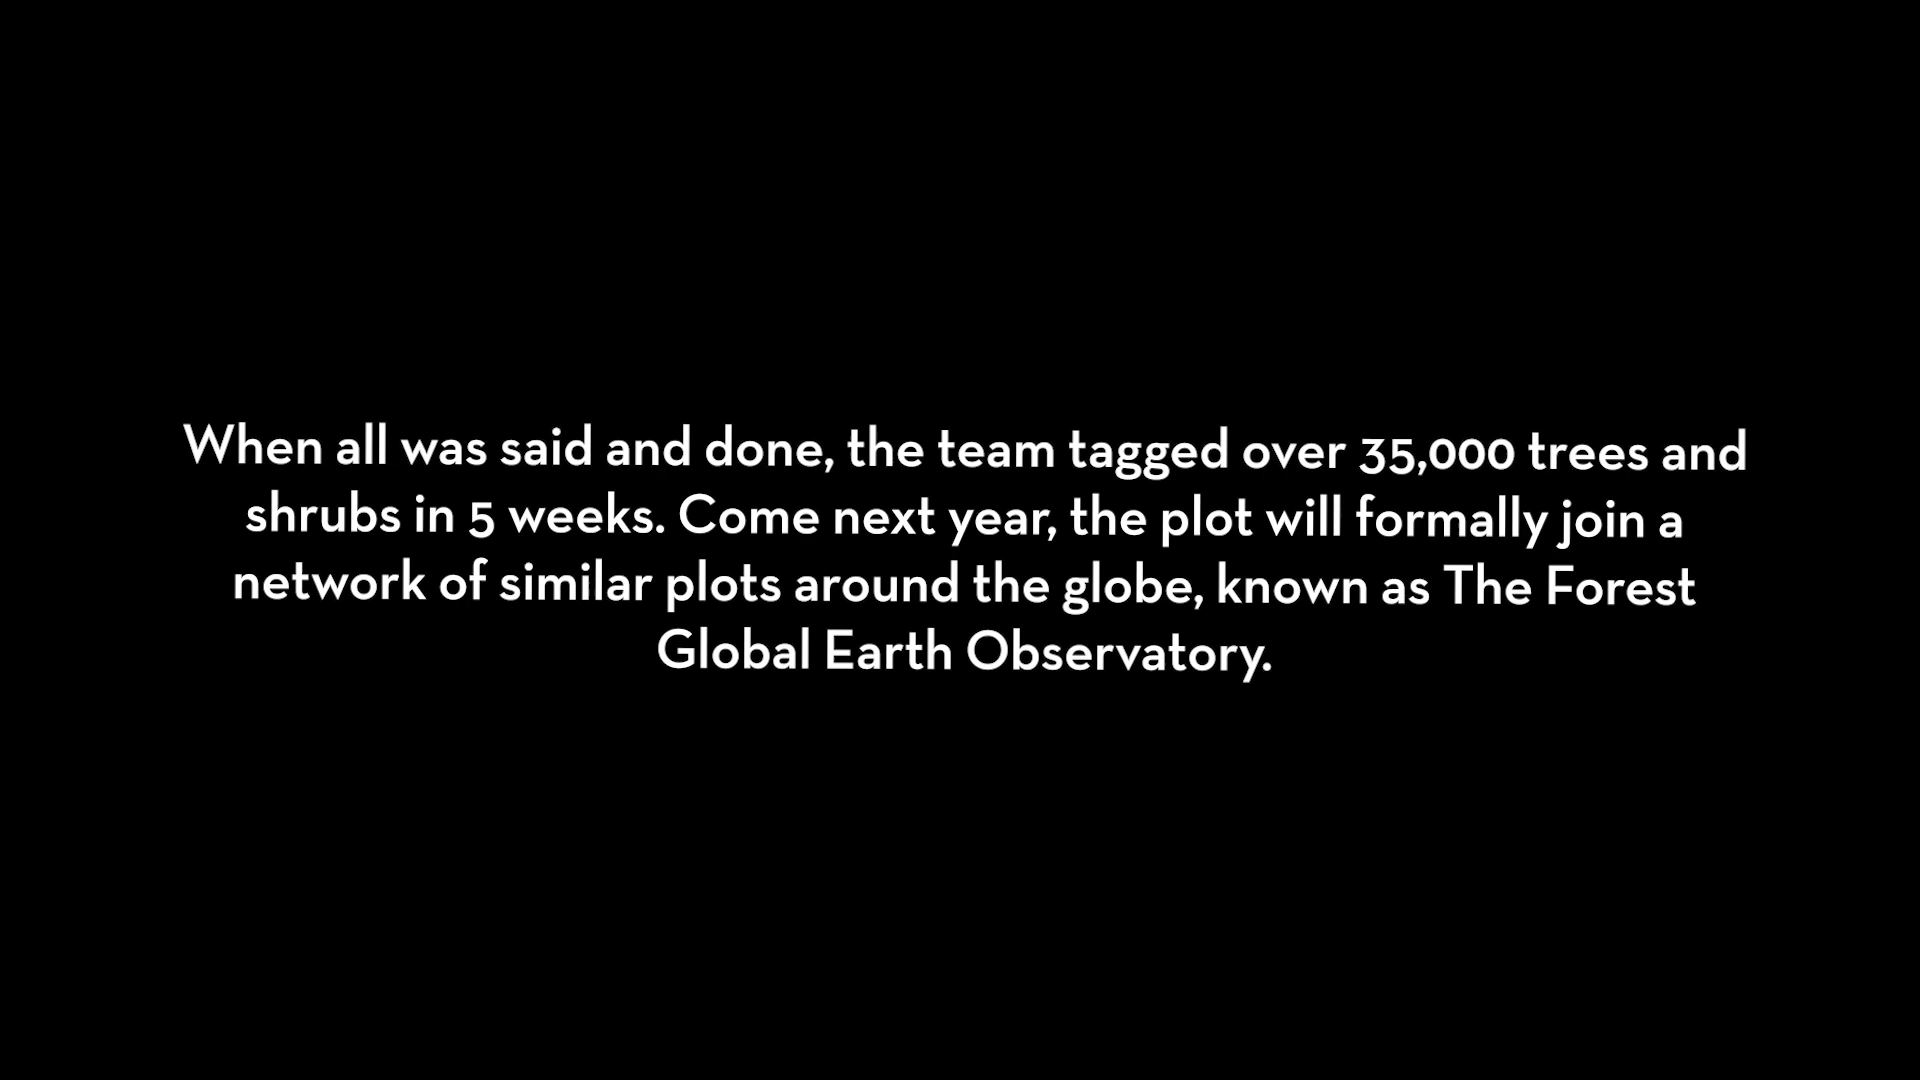 When all was said and done, the team tagged over 35,000 trees and
shrubs in 5 weeks. Come next year, the plot will formally join a
network of similar plots around the globe, known as The Forest
Global Earth Observatory.